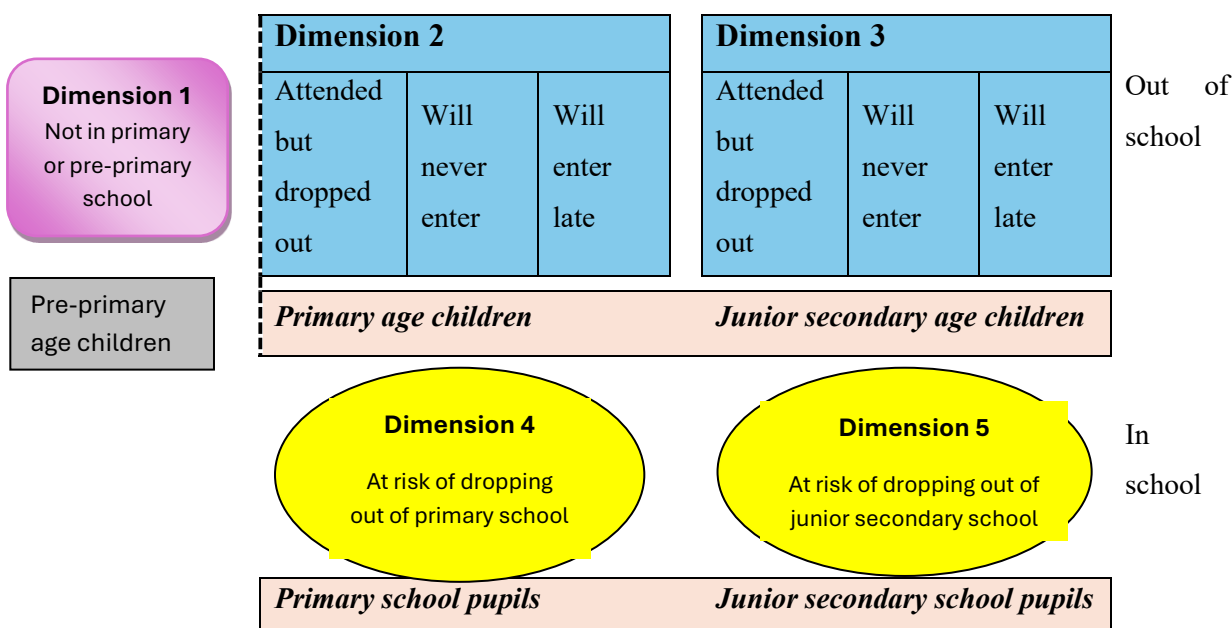 Dimension 1
Not in primary
or pre-primary
school
Pre-primary
age children
Dimension 2
Attended
but
dropped
out
Will
never
enter
Will
enter
late
Dimension 3
Attended
but
dropped
out
Will
never
enter
Will
enter
late
Out of
school
Primary age children
Junior secondary age children
Dimension 4
At risk of dropping
out of primary school
Dimension 5
At risk of dropping out of
junior secondary school
In
school
Primary school pupils
Junior secondary school pupils